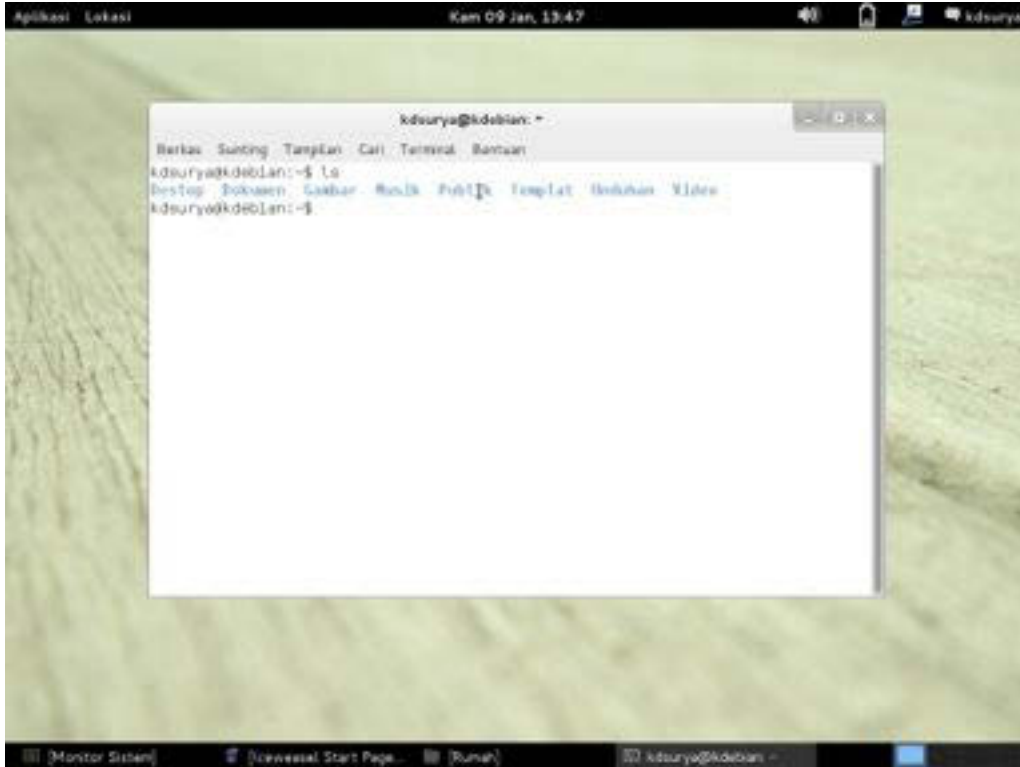 Aplikasi Lokasi Kam 09 Jan, 13:47 kdsurya
kdsurya@kdebian: ~
Berkas Sunting Tampilan Cari Terminal Bantuan
kdsurya@kdebian:~$ ls
Destop Dokumen Gambar Musik Publik Templat Unduhan Video
kdsurya@kdebian:~$
[Monitor Sistem] [Iceweasel Start Page... [Rumah] kdsurya@kdebian: ~